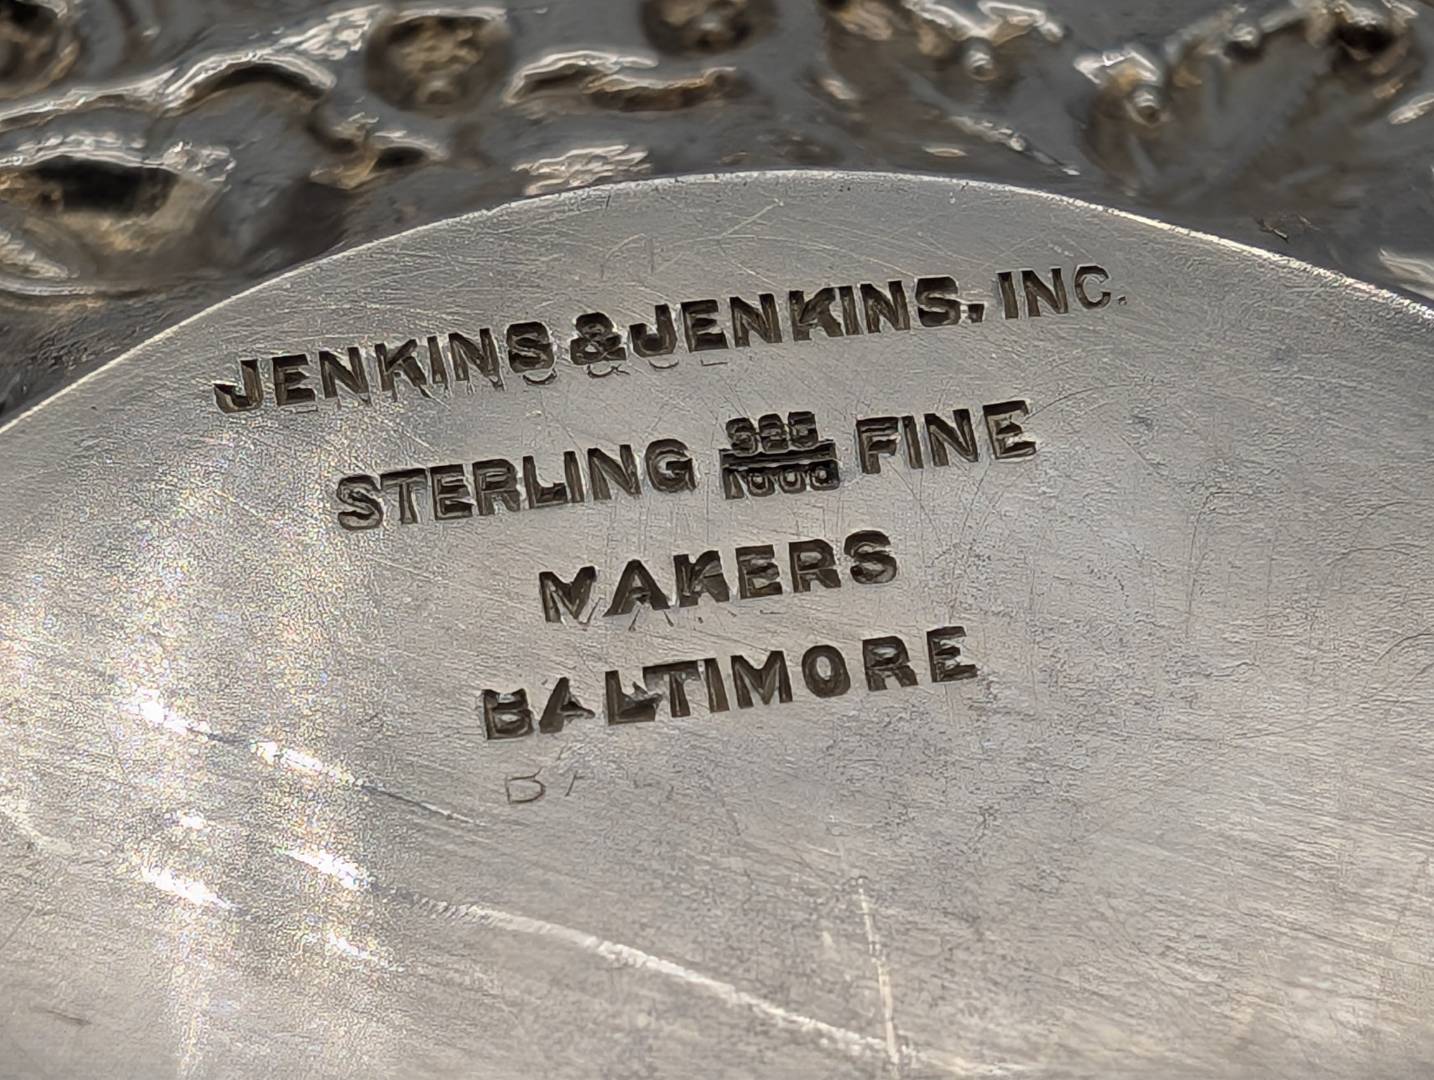 JENKINS & JENKINS, INC.
STERLING 925/1000 FINE
MAKERS
BALTIMORE